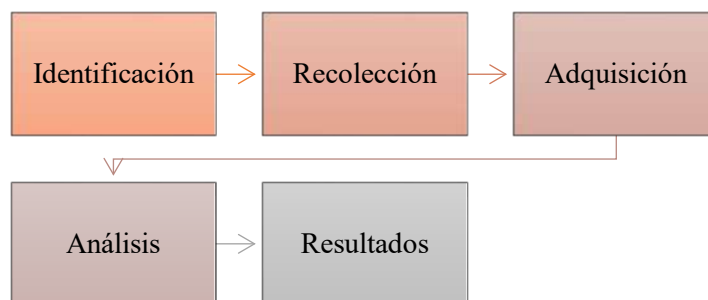 Identificación
Recolección
Adquisición
Análisis
Resultados